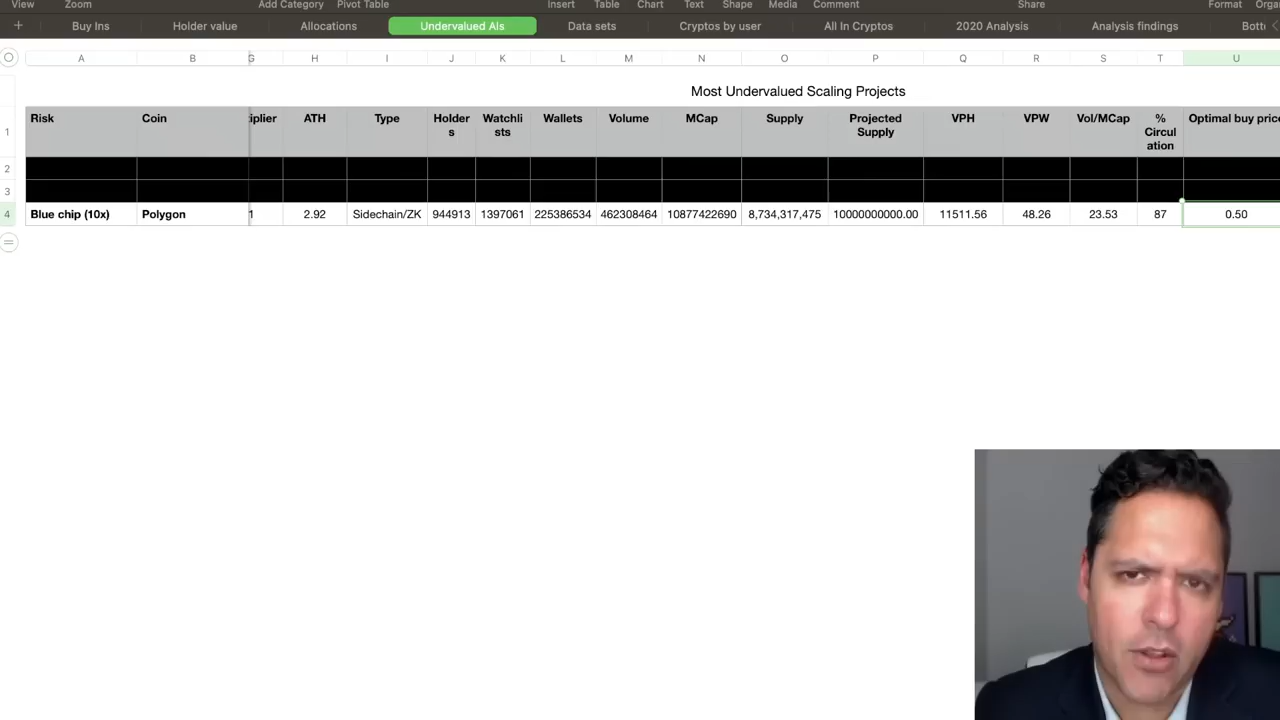 View Zoom Add Category Pivot Table Insert Table Chart Text Shape Media Comment Share Format
+ Buy Ins Holder value Allocations Undervalued AIs Data sets Cryptos by user All In Cryptos 2020 Analysis Analysis findings
A B G H I J K L M N O P Q R S T U
Most Undervalued Scaling Projects
1 Risk Coin iplier ATH Type Holders Watchlists Wallets Volume MCap Supply Projected Supply VPH VPW Vol/MCap % Circulation Optimal buy price
2
3
4 Blue chip (10x) Polygon 1 2.92 Sidechain/ZK 944913 1397061 225386534 462308464 10877422690 8,734,317,475 10000000000.00 11511.56 48.26 23.53 87 0.50